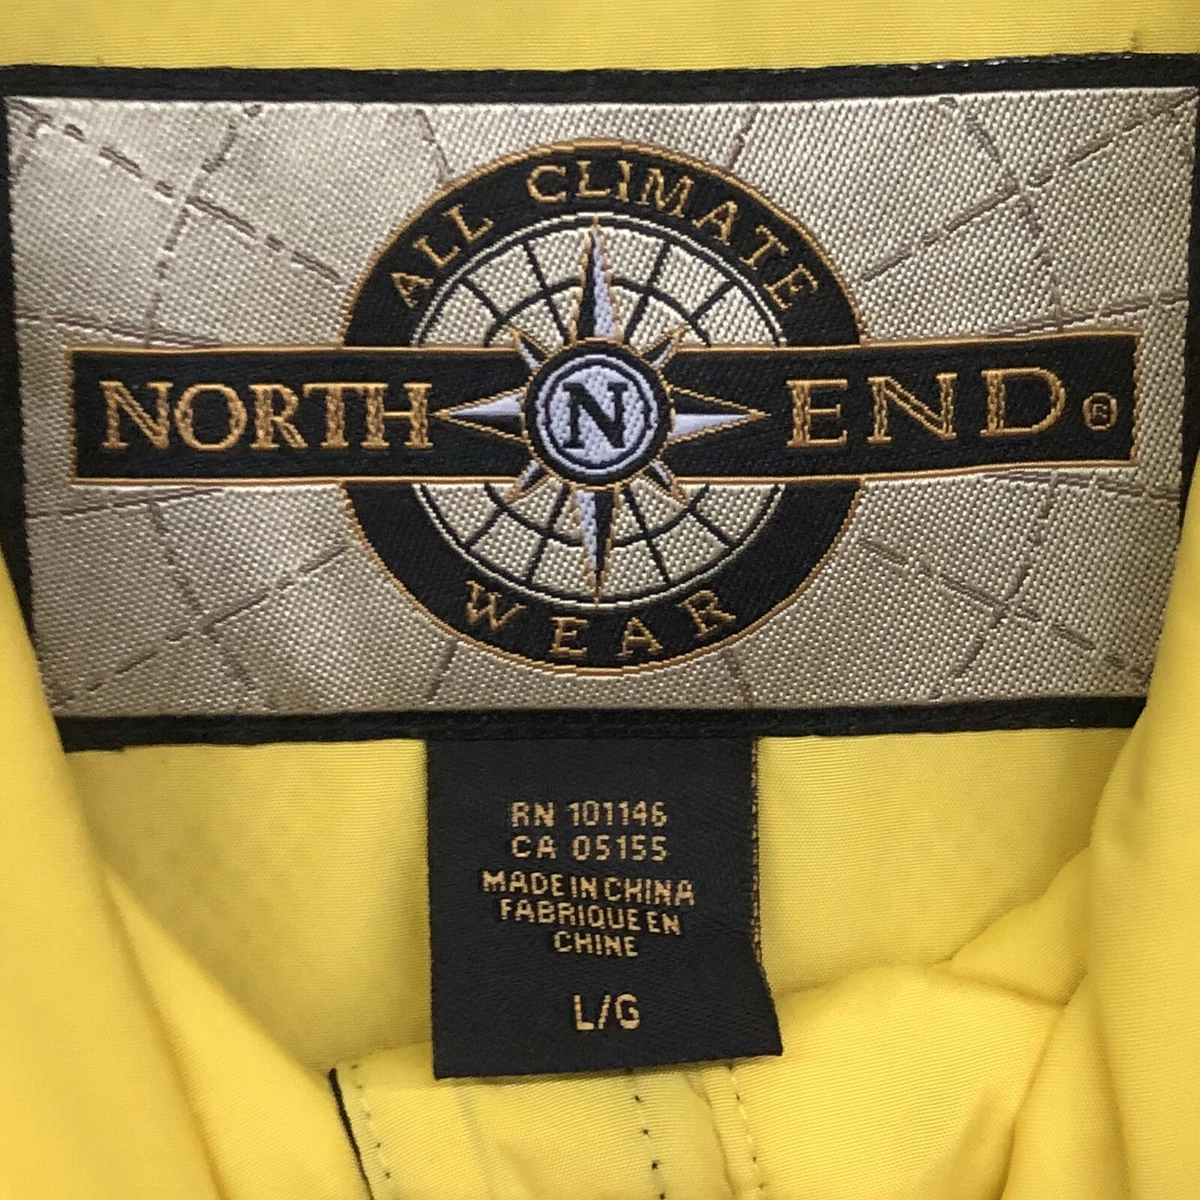 ALL CLIMATE
NORTH N END®
WEAR
RN 101146
CA 05155
MADE IN CHINA
FABRIQUE EN
CHINE
L/G